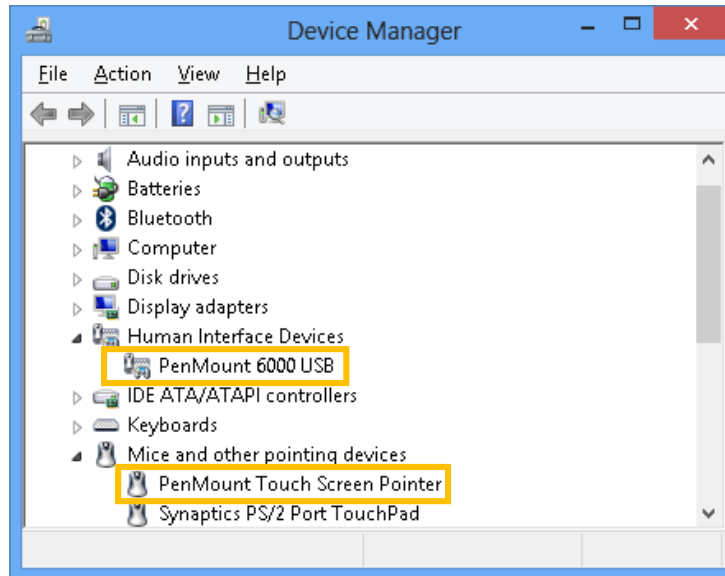 Device Manager
File Action View Help
Audio inputs and outputs
Batteries
Bluetooth
Computer
Disk drives
Display adapters
Human Interface Devices
PenMount 6000 USB
IDE ATA/ATAPI controllers
Keyboards
Mice and other pointing devices
PenMount Touch Screen Pointer
Synaptics PS/2 Port TouchPad